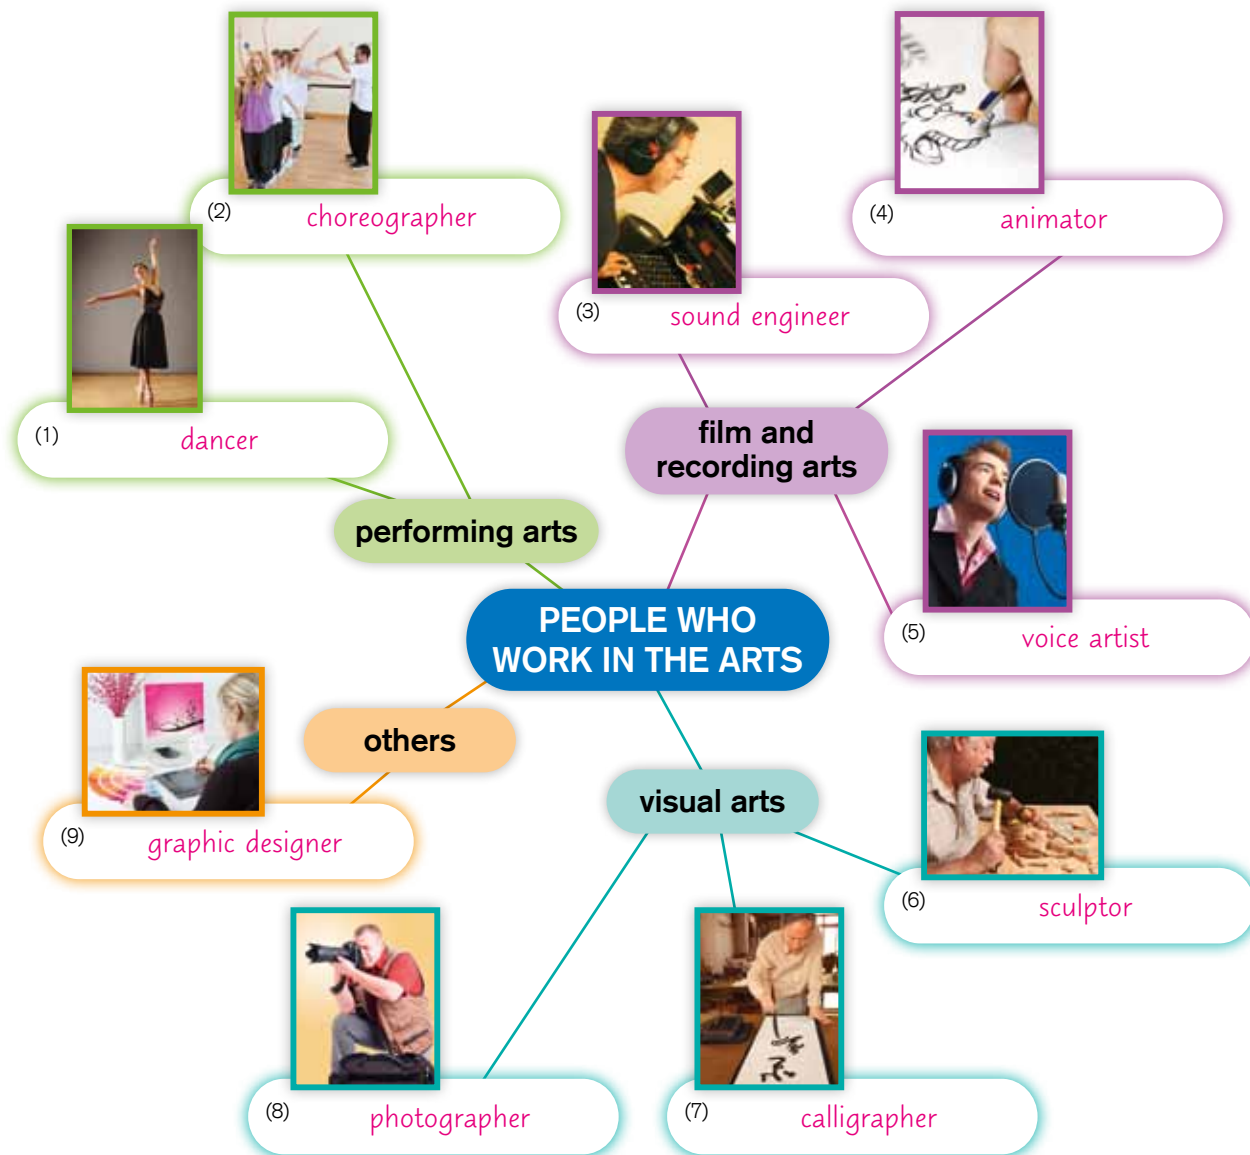 (2) choreographer
(4) animator
(3) sound engineer
(1) dancer
film and
recording arts
performing arts
PEOPLE WHO
WORK IN THE ARTS
(5) voice artist
others
visual arts
(9) graphic designer
(6) sculptor
(8) photographer
(7) calligrapher